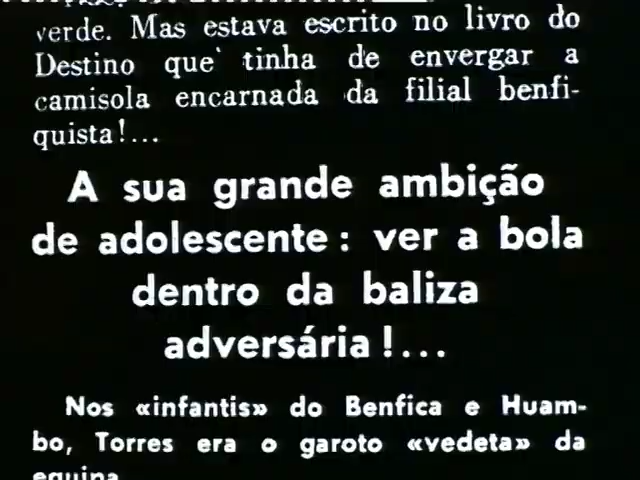 verde. Mas estava escrito no livro do
Destino que tinha de envergar a
camisola encarnada da filial benfi-
quista!...
A sua grande ambição
de adolescente: ver a bola
dentro da baliza
adversária!...
Nos «infantis» do Benfica e Huam-
bo, Torres era o garoto «vedeta» da
equipa